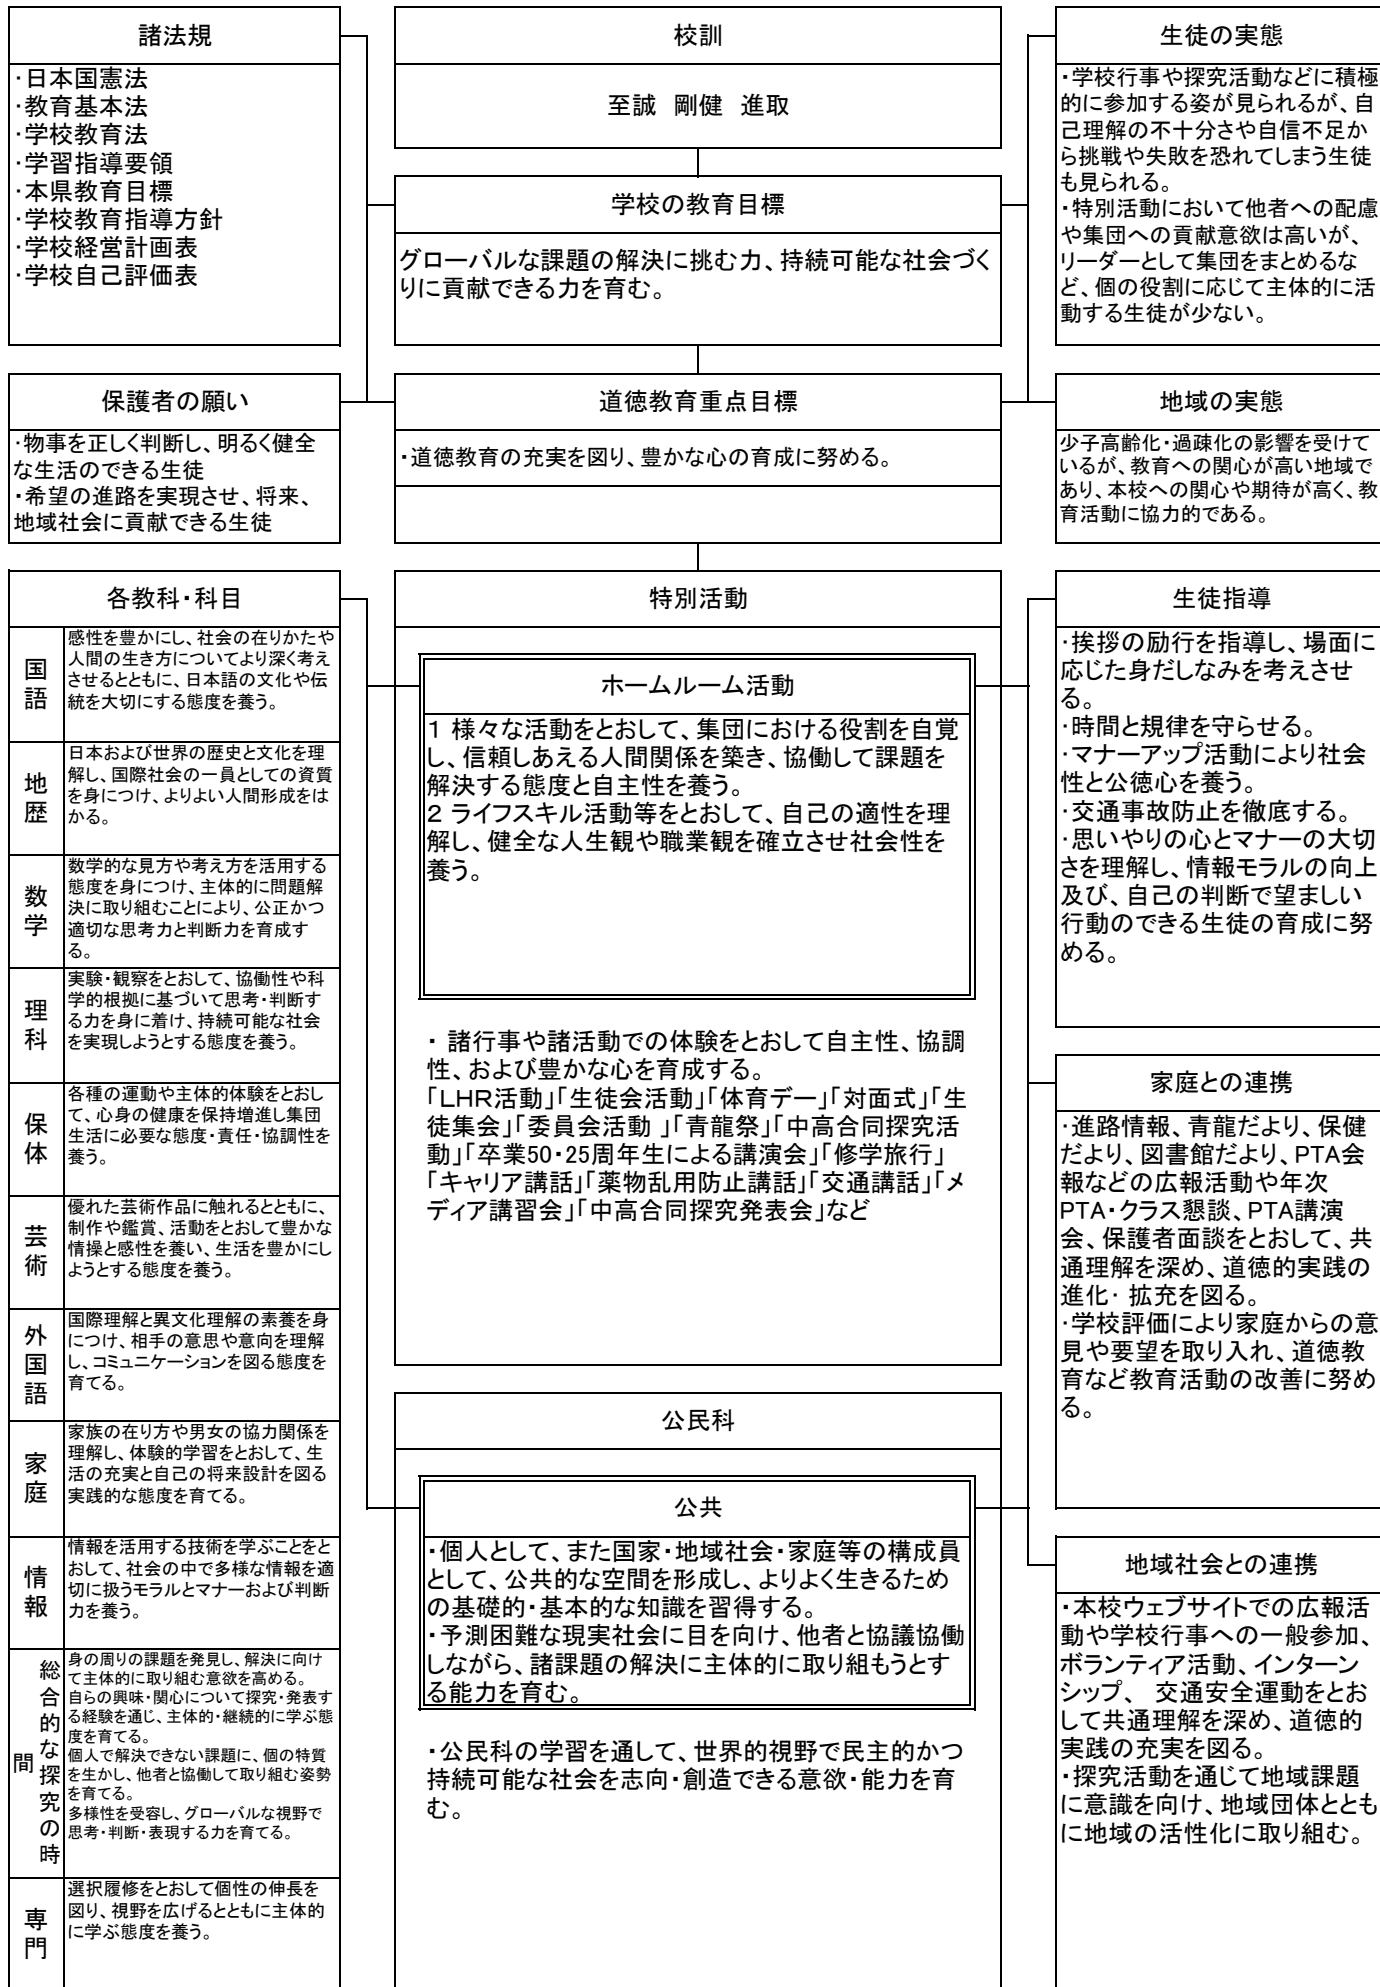 諸法規
・日本国憲法
・教育基本法
・学校教育法
・学習指導要領
・本県教育目標
・学校教育指導方針
・学校経営計画表
・学校自己評価表
校訓
至誠　剛健　進取
学校の教育目標
グローバルな課題の解決に挑む力、持続可能な社会づく
りに貢献できる力を育む。
生徒の実態
・学校行事や探究活動などに積極
的に参加する姿が見られるが、自
己理解の不十分さや自信不足か
ら挑戦や失敗を恐れてしまう生徒
も見られる。
・特別活動において他者への配慮
や集団への貢献意欲は高いが、
リーダーとして集団をまとめるな
ど、個の役割に応じて主体的に活
動する生徒が少ない。
保護者の願い
・物事を正しく判断し、明るく健全
な生活のできる生徒
・希望の進路を実現させ、将来、
地域社会に貢献できる生徒
道徳教育重点目標
・道徳教育の充実を図り、豊かな心の育成に努める。
地域の実態
少子高齢化・過疎化の影響を受けて
いるが、教育への関心が高い地域で
あり、本校への関心や期待が高く、教
育活動に協力的である。
各教科・科目
国語
感性を豊かにし、社会の在りかたや
人間の生き方についてより深く考え
させるとともに、日本語の文化や伝
統を大切にする態度を養う。
地歴
日本および世界の歴史と文化を理
解し、国際社会の一員としての資質
を身につけ、よりよい人間形成をは
かる。
数学
数学的な見方や考え方を活用する
態度を身につけ、主体的に問題解
決に取り組むことにより、公正かつ
適切な思考力と判断力を育成す
る。
理科
実験・観察をとおして、協働性や科
学的根拠に基づいて思考・判断す
る力を身に着け、持続可能な社会
を実現しようとする態度を養う。
保体
各種の運動や主体的体験をとおし
て、心身の健康を保持増進し集団
生活に必要な態度・責任・協調性を
養う。
芸術
優れた芸術作品に触れるとともに、
制作や鑑賞、活動をとおして豊かな
情操と感性を養い、生活を豊かにし
ようとする態度を養う。
外国語
国際理解と異文化理解の素養を身
につけ、相手の意思や意向を理解
し、コミュニケーションを図る態度を
育てる。
家庭
家族の在り方や男女の協力関係を
理解し、体験的学習をとおして、生
活の充実と自己の将来設計を図る
実践的な態度を育てる。
情報
情報を活用する技術を学ぶことをと
おして、社会の中で多様な情報を適
切に扱うモラルとマナーおよび判断
力を養う。
総合的な探究の時
間
身の周りの課題を発見し、解決に向け
て主体的に取り組む意欲を高める。
自らの興味・関心について探究・発表す
る経験を通じ、主体的・継続的に学ぶ態
度を育てる。
個人で解決できない課題に、個の特質
を生かし、他者と協働して取り組む姿勢
を育てる。
多様性を受容し、グローバルな視野で
思考・判断・表現する力を育てる。
専門
選択履修をとおして個性の伸長を
図り、視野を広げるとともに主体的
に学ぶ態度を養う。
特別活動
ホームルーム活動
1 様々な活動をとおして、集団における役割を自覚
し、信頼しあえる人間関係を築き、協働して課題を
解決する態度と自主性を養う。
2 ライフスキル活動等をとおして、自己の適性を理
解し、健全な人生観や職業観を確立させ社会性を
養う。
・ 諸行事や諸活動での体験をとおして自主性、協調
性、および豊かな心を育成する。
「LHR活動」「生徒会活動」「体育デー」「対面式」「生
徒集会」「委員会活動 」「青龍祭」「中高合同探究活
動」「卒業50・25周年生による講演会」「修学旅行」
「キャリア講話」「薬物乱用防止講話」「交通講話」「メ
ディア講習会」「中高合同探究発表会」など
公民科
公共
・個人として、また国家・地域社会・家庭等の構成員
として、公共的な空間を形成し、よりよく生きるため
の基礎的・基本的な知識を習得する。
・予測困難な現実社会に目を向け、他者と協議協働
しながら、諸課題の解決に主体的に取り組もうとす
る能力を育む。
・公民科の学習を通して、世界的視野で民主的かつ
持続可能な社会を志向・創造できる意欲・能力を育
む。
生徒指導
・挨拶の励行を指導し、場面に
応じた身だしなみを考えさせ
る。
・時間と規律を守らせる。
・マナーアップ活動により社会
性と公徳心を養う。
・交通事故防止を徹底する。
・思いやりの心とマナーの大切
さを理解し、情報モラルの向上
及び、自己の判断で望ましい
行動のできる生徒の育成に努
める。
家庭との連携
・進路情報、青龍だより、保健
だより、図書館だより、PTA会
報などの広報活動や年次
PTA・クラス懇談、PTA講演
会、保護者面談をとおして、共
通理解を深め、道徳的実践の
進化・ 拡充を図る。
・学校評価により家庭からの意
見や要望を取り入れ、道徳教
育など教育活動の改善に努め
る。
地域社会との連携
・本校ウェブサイトでの広報活
動や学校行事への一般参加、
ボランティア活動、インターン
シップ、 交通安全運動をとお
して共通理解を深め、道徳的
実践の充実を図る。
・探究活動を通じて地域課題
に意識を向け、地域団体ととも
に地域の活性化に取り組む。